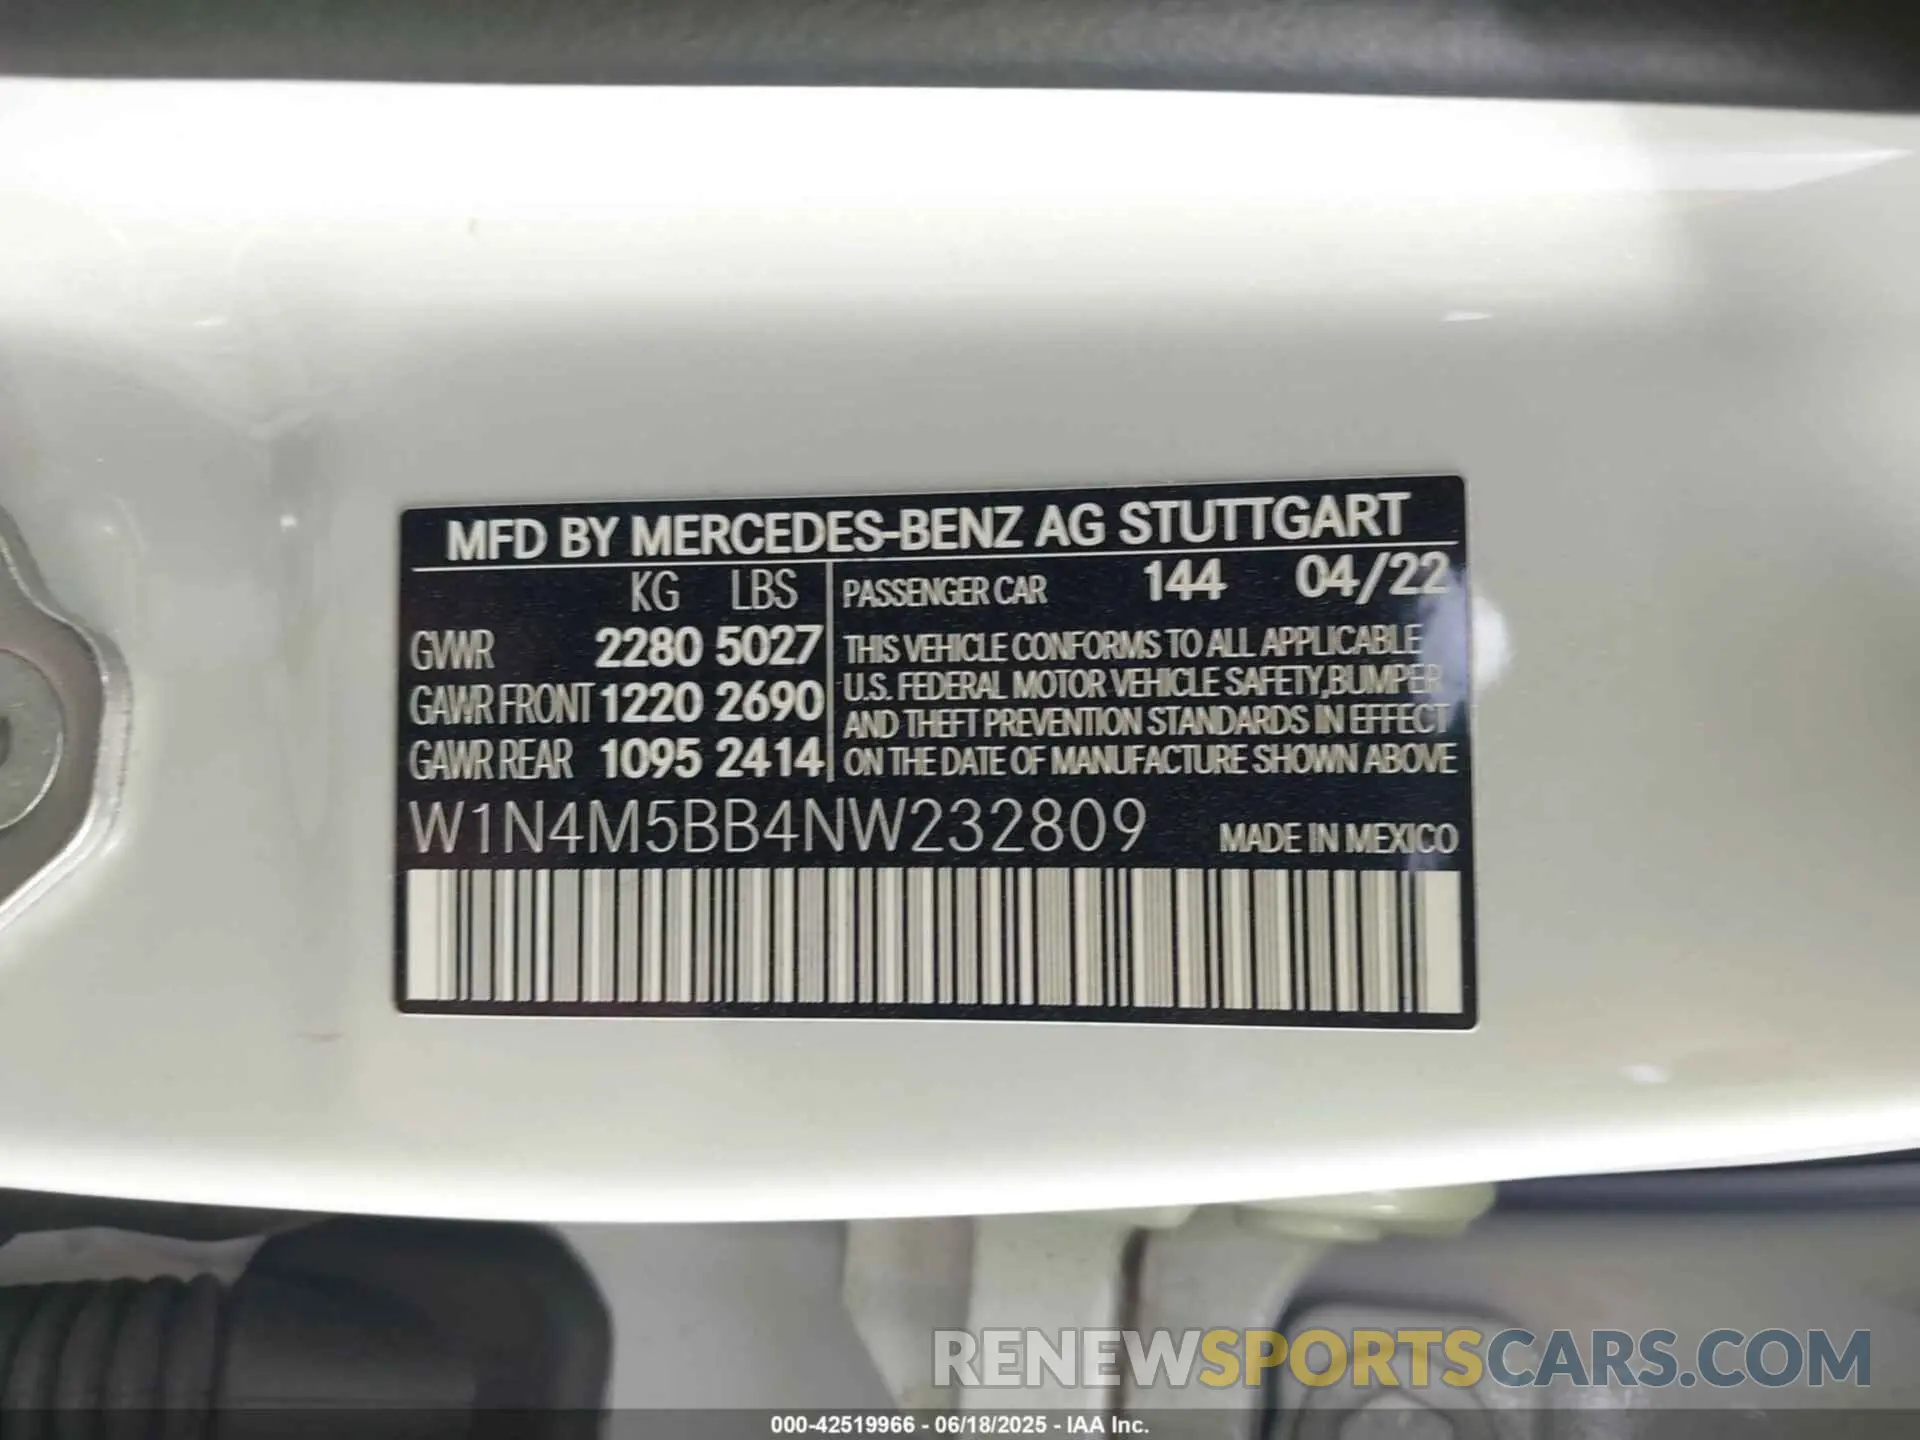 MFD BY MERCEDES-BENZ AG STUTTGART
KG LBS
GVWR 2280 5027
GAWR FRONT 1220 2690
GAWR REAR 1095 2414
PASSENGER CAR 144 04/22
THIS VEHICLE CONFORMS TO ALL APPLICABLE
U.S. FEDERAL MOTOR VEHICLE SAFETY, BUMPER
AND THEFT PREVENTION STANDARDS IN EFFECT
ON THE DATE OF MANUFACTURE SHOWN ABOVE
W1N4M5BB4NW232809 MADE IN MEXICO
RENEWSPORTSCARS.COM
000-42519966 - 06/18/2025 - IAA Inc.